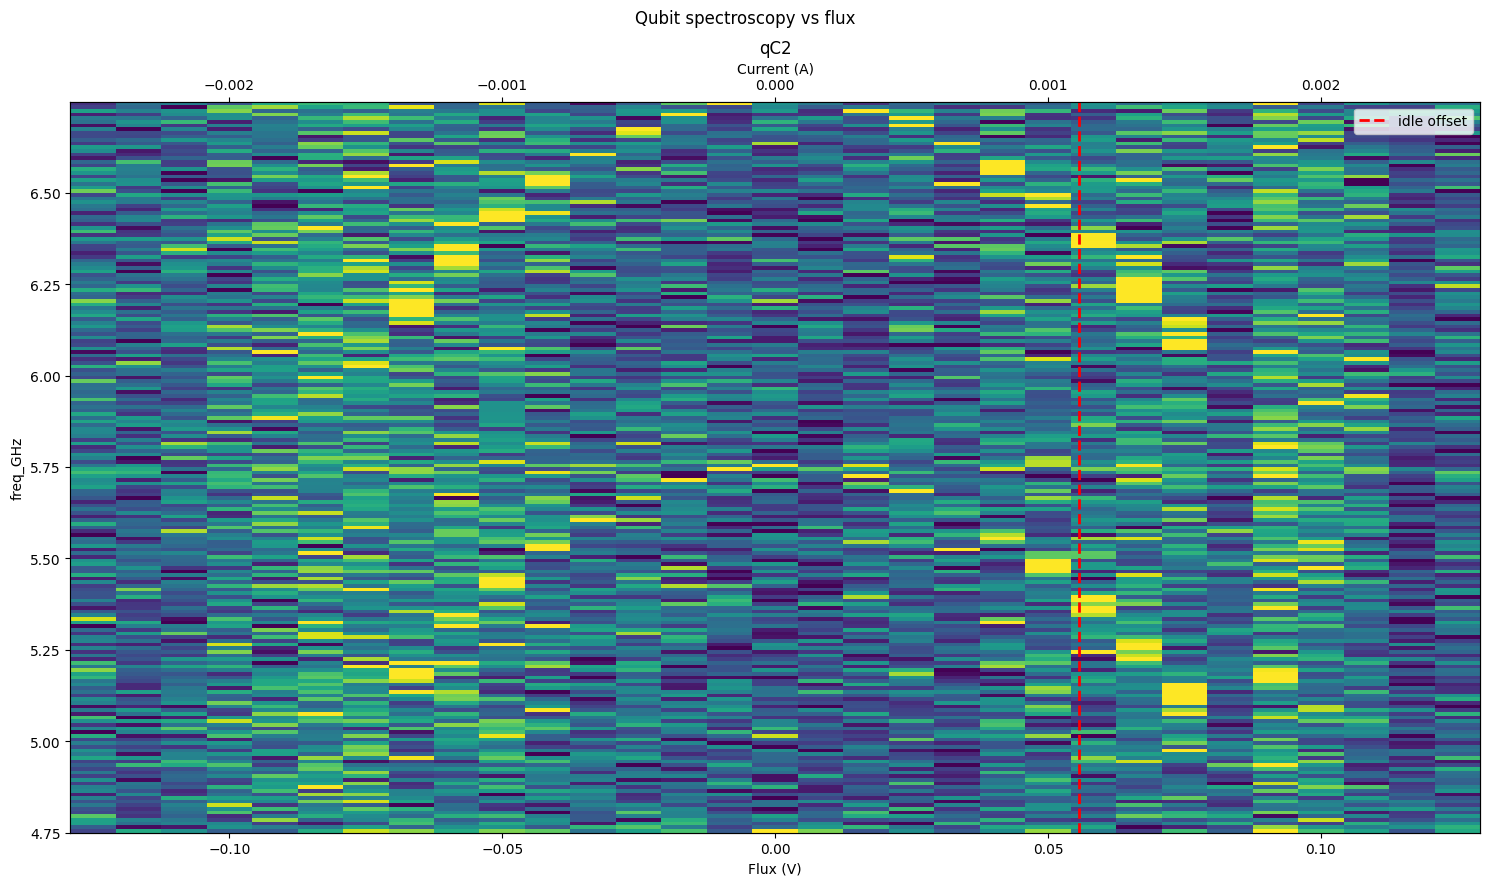 Qubit spectroscopy vs flux
qC2
Current (A)
−0.002 −0.001 0.000 0.001 0.002
idle offset
6.50
6.25
6.00
5.75
5.50
5.25
5.00
4.75
freq_GHz
−0.10 −0.05 0.00 0.05 0.10
Flux (V)